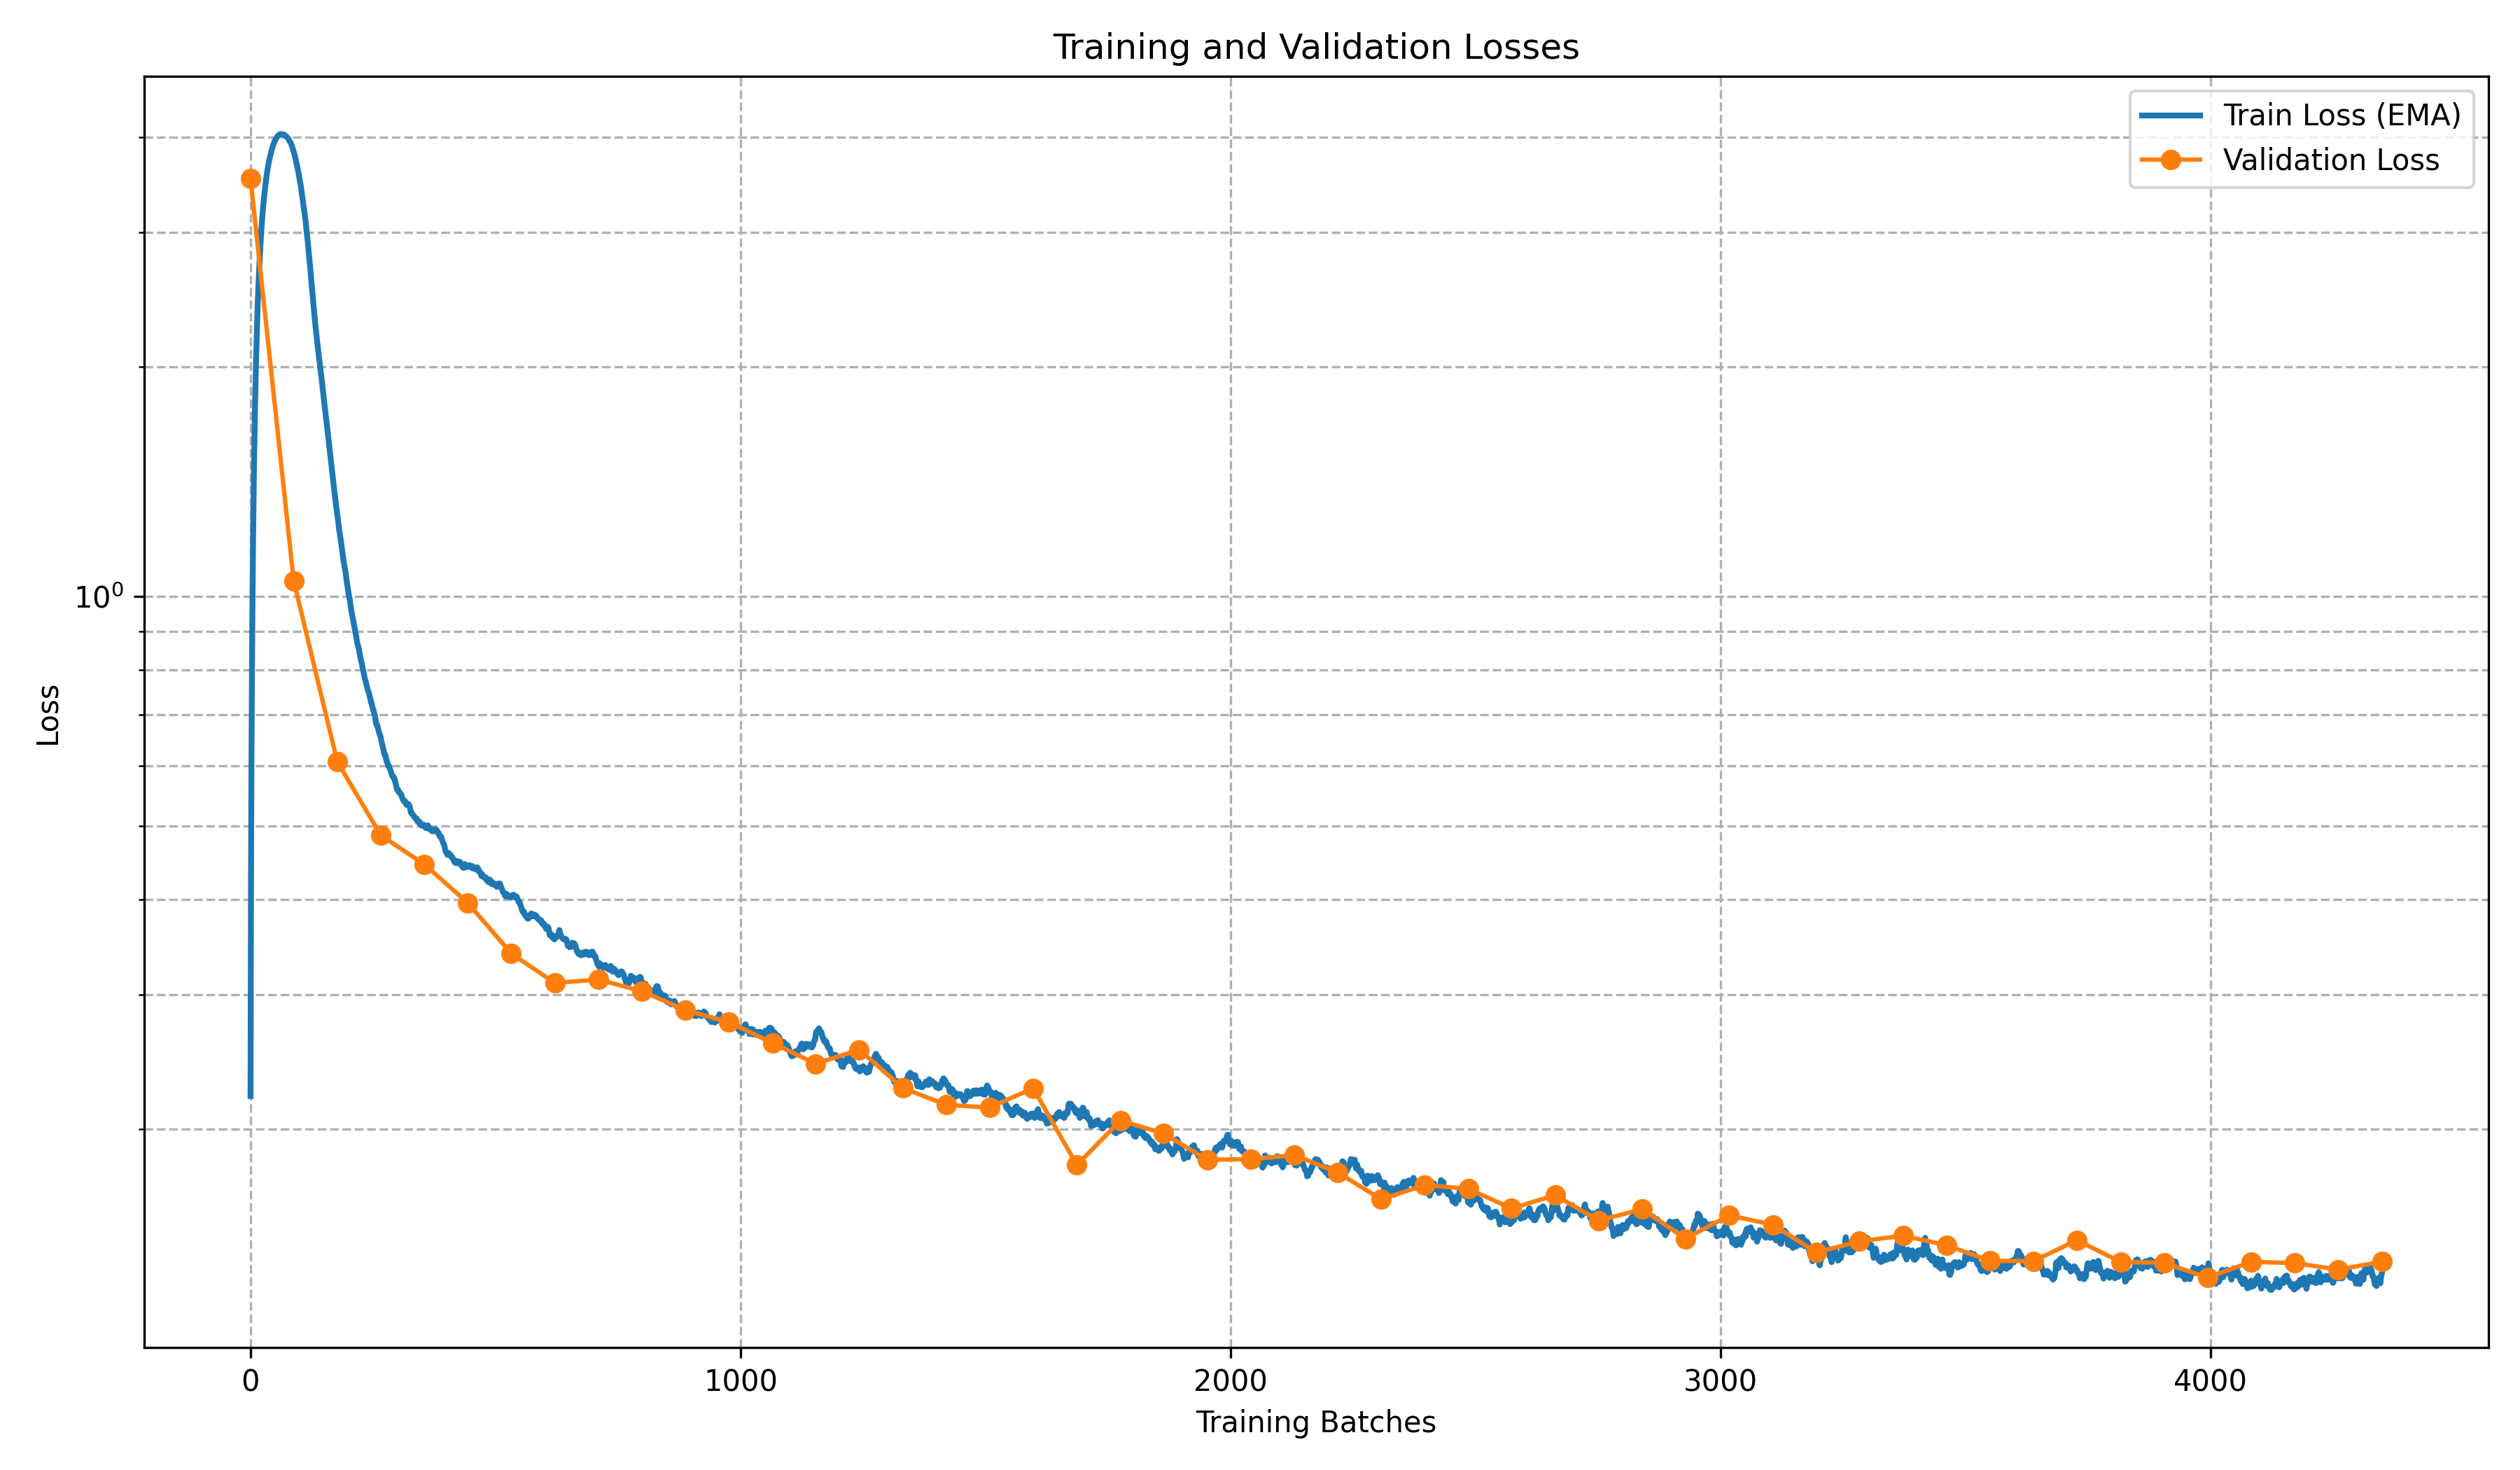 Training and Validation Losses
Train Loss (EMA)
Validation Loss
10⁰
Loss
0 1000 2000 3000 4000
Training Batches